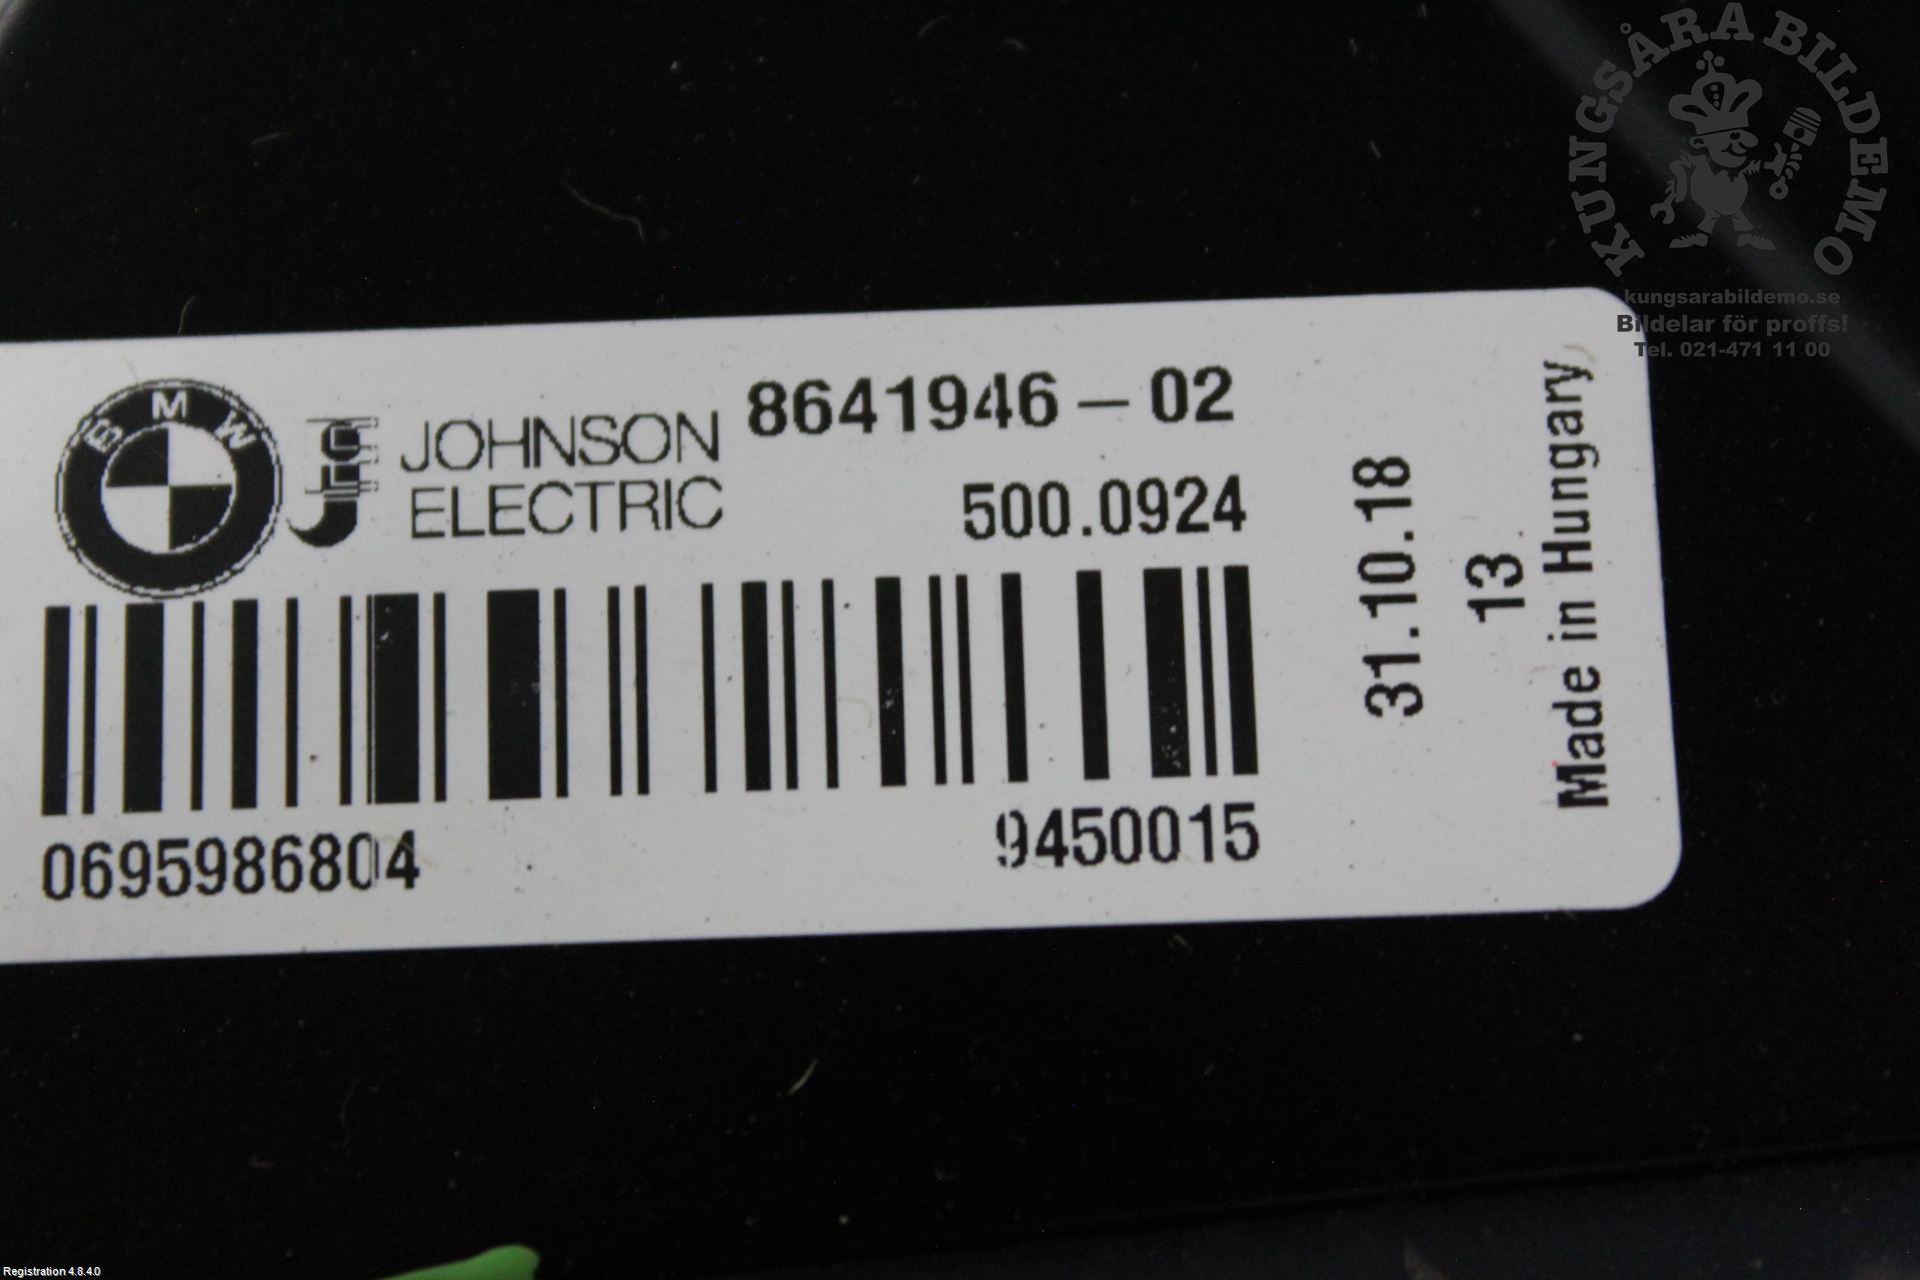 KUNGSÅRA BILDEMO
kungsarabildemo.se
Bildelar för proffs!
Tel. 021-471 11 00
BMW
JOHNSON
ELECTRIC
8641946-02
500.0924
0695986804
9450015
31.10.18
13
Made in Hungary
Registration 4.8.4.0